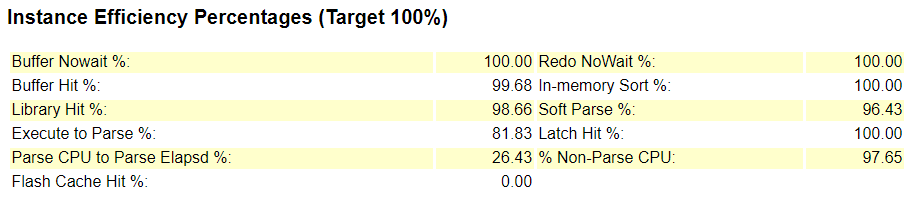 Instance Efficiency Percentages (Target 100%)
Buffer Nowait %: 100.00 Redo NoWait %: 100.00
Buffer Hit %: 99.68 In-memory Sort %: 100.00
Library Hit %: 98.66 Soft Parse %: 96.43
Execute to Parse %: 81.83 Latch Hit %: 100.00
Parse CPU to Parse Elapsd %: 26.43 % Non-Parse CPU: 97.65
Flash Cache Hit %: 0.00